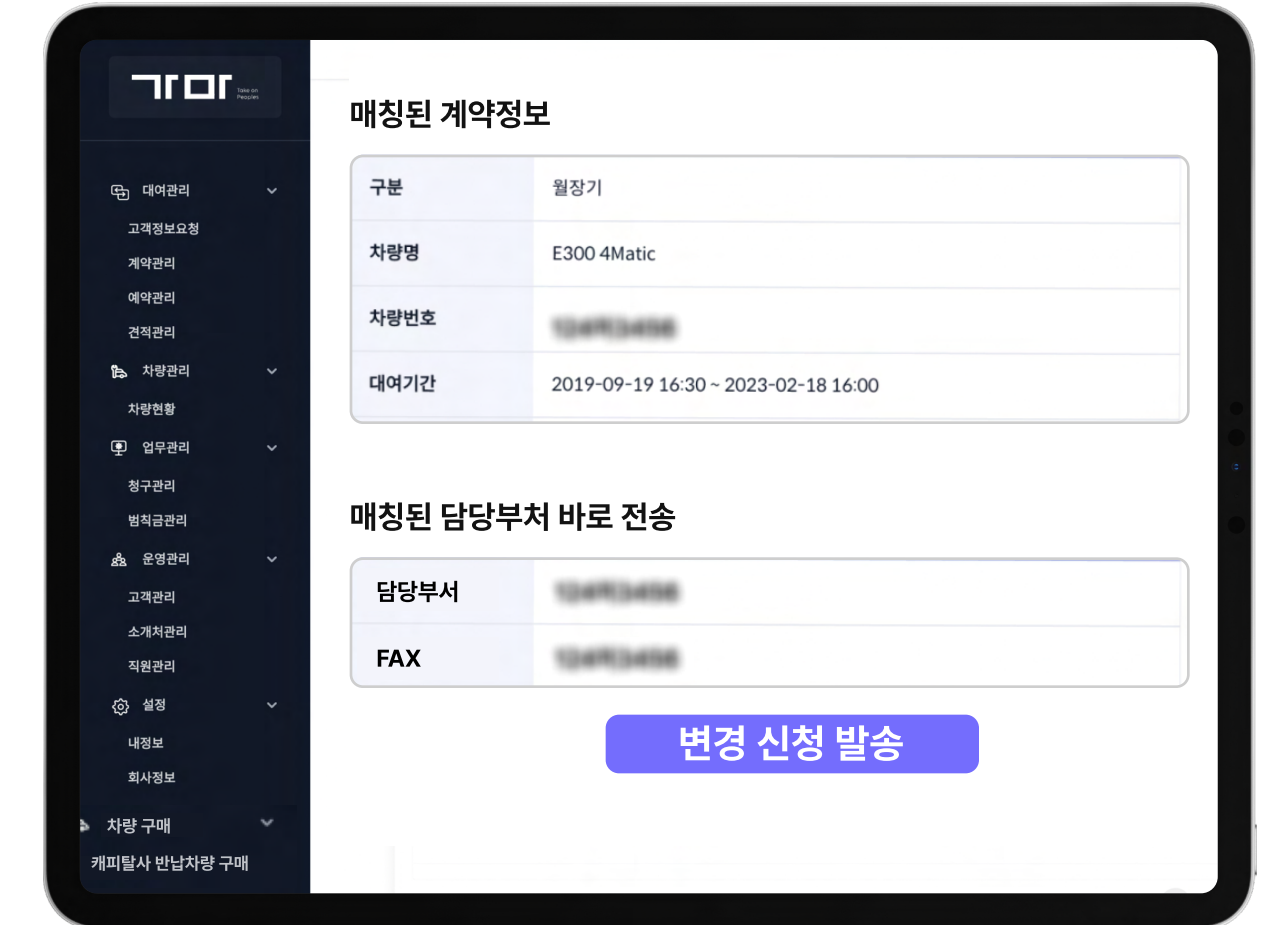 Take on
Peoples
대여관리
고객정보요청
계약관리
예약관리
견적관리
차량관리
차량현황
업무관리
청구관리
범칙금관리
운영관리
고객관리
소개처관리
직원관리
설정
내정보
회사정보
차량 구매
캐피탈사 반납차량 구매
매칭된 계약정보
구분 월장기
차량명 E300 4Matic
차량번호
대여기간 2019-09-19 16:30 ~ 2023-02-18 16:00
매칭된 담당부처 바로 전송
담당부서
FAX
변경 신청 발송